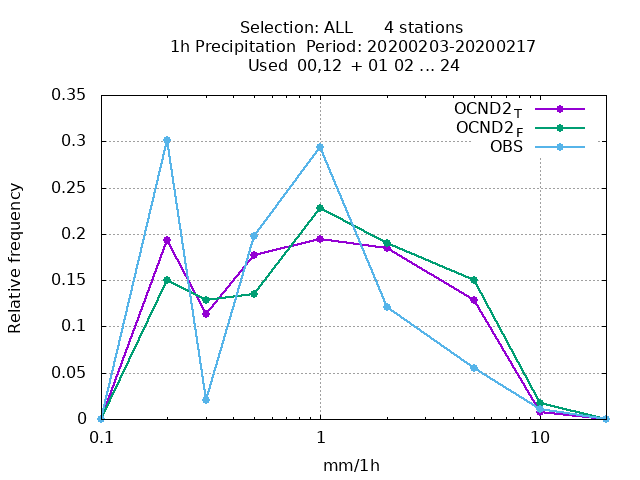 Selection: ALL 4 stations
1h Precipitation Period: 20200203-20200217
Used 00,12 + 01 02 ... 24
OCND2_T
OCND2_F
OBS
0.35
0.3
0.25
0.2
0.15
0.1
0.05
0
Relative frequency
0.1 1 10
mm/1h